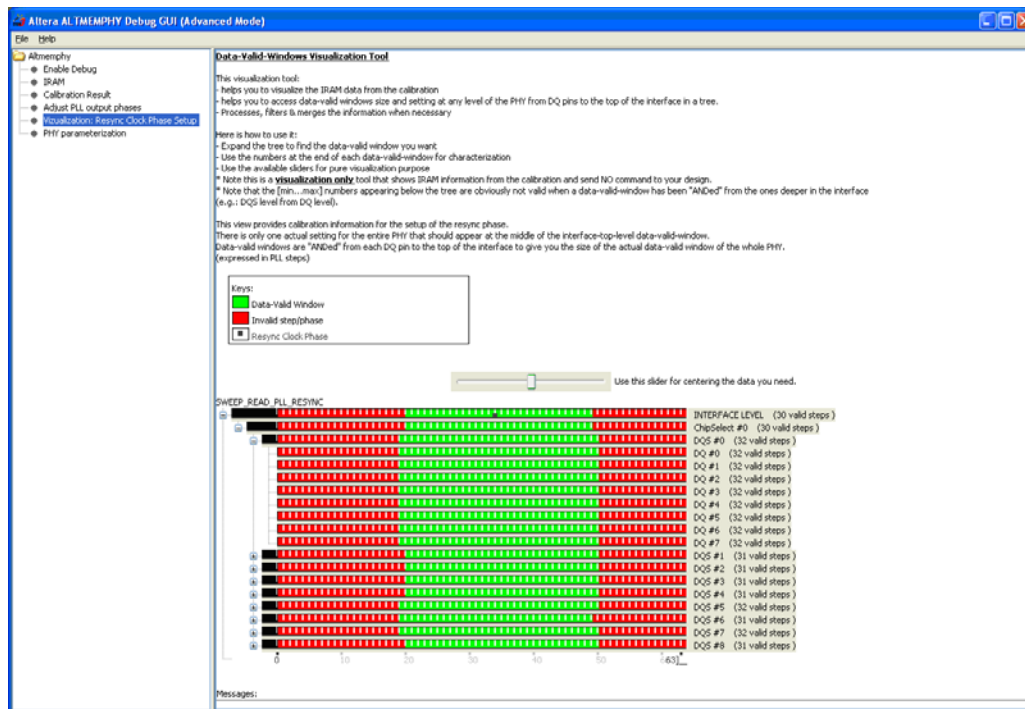 Altera ALTMEMPHY Debug GUI (Advanced Mode)
File Help
Altmemphy
Enable Debug
IRAM
Calibration Result
Adjust PLL output phases
Vizualization: Resync Clock Phase Setup
PHY parameterization
Data-Valid-Windows Visualization Tool
This visualization tool:
- helps you to visualize the IRAM data from the calibration
- helps you to access data-valid windows size and setting at any level of the PHY from DQ pins to the top of the interface in a tree.
- Processes, filters & merges the information when necessary
Here is how to use it:
- Expand the tree to find the data-valid window you want
- Use the numbers at the end of each data-valid-window for characterization
- Use the available sliders for pure visualization purpose
* Note this is a visualization only tool that shows IRAM information from the calibration and send NO command to your design.
* Note that the [min...max] numbers appearing below the tree are obviously not valid when a data-valid-window has been "ANDed" from the ones deeper in the interface
(e.g.: DQS level from DQ level).
This view provides calibration information for the setup of the resync phase.
There is only one actual setting for the entire PHY that should appear at the middle of the interface-top-level data-valid-window.
Data-valid windows are "ANDed" from each DQ pin to the top of the interface to give you the size of the actual data-valid window of the whole PHY.
(expressed in PLL steps)
Keys:
Data-Valid Window
Invalid step/phase
Resync Clock Phase
Use this slider for centering the data you need.
SWEEP_READ_PLL_RESYNC
INTERFACE LEVEL (30 valid steps )
ChipSelect #0 (30 valid steps )
DQS #0 (32 valid steps )
DQ #0 (32 valid steps )
DQ #1 (32 valid steps )
DQ #2 (32 valid steps )
DQ #3 (32 valid steps )
DQ #4 (32 valid steps )
DQ #5 (32 valid steps )
DQ #6 (32 valid steps )
DQ #7 (32 valid steps )
DQS #1 (31 valid steps )
DQS #2 (31 valid steps )
DQS #3 (31 valid steps )
DQS #4 (31 valid steps )
DQS #5 (32 valid steps )
DQS #6 (31 valid steps )
DQS #7 (32 valid steps )
DQS #8 (31 valid steps )
0 10 20 30 40 50 63)
Messages: